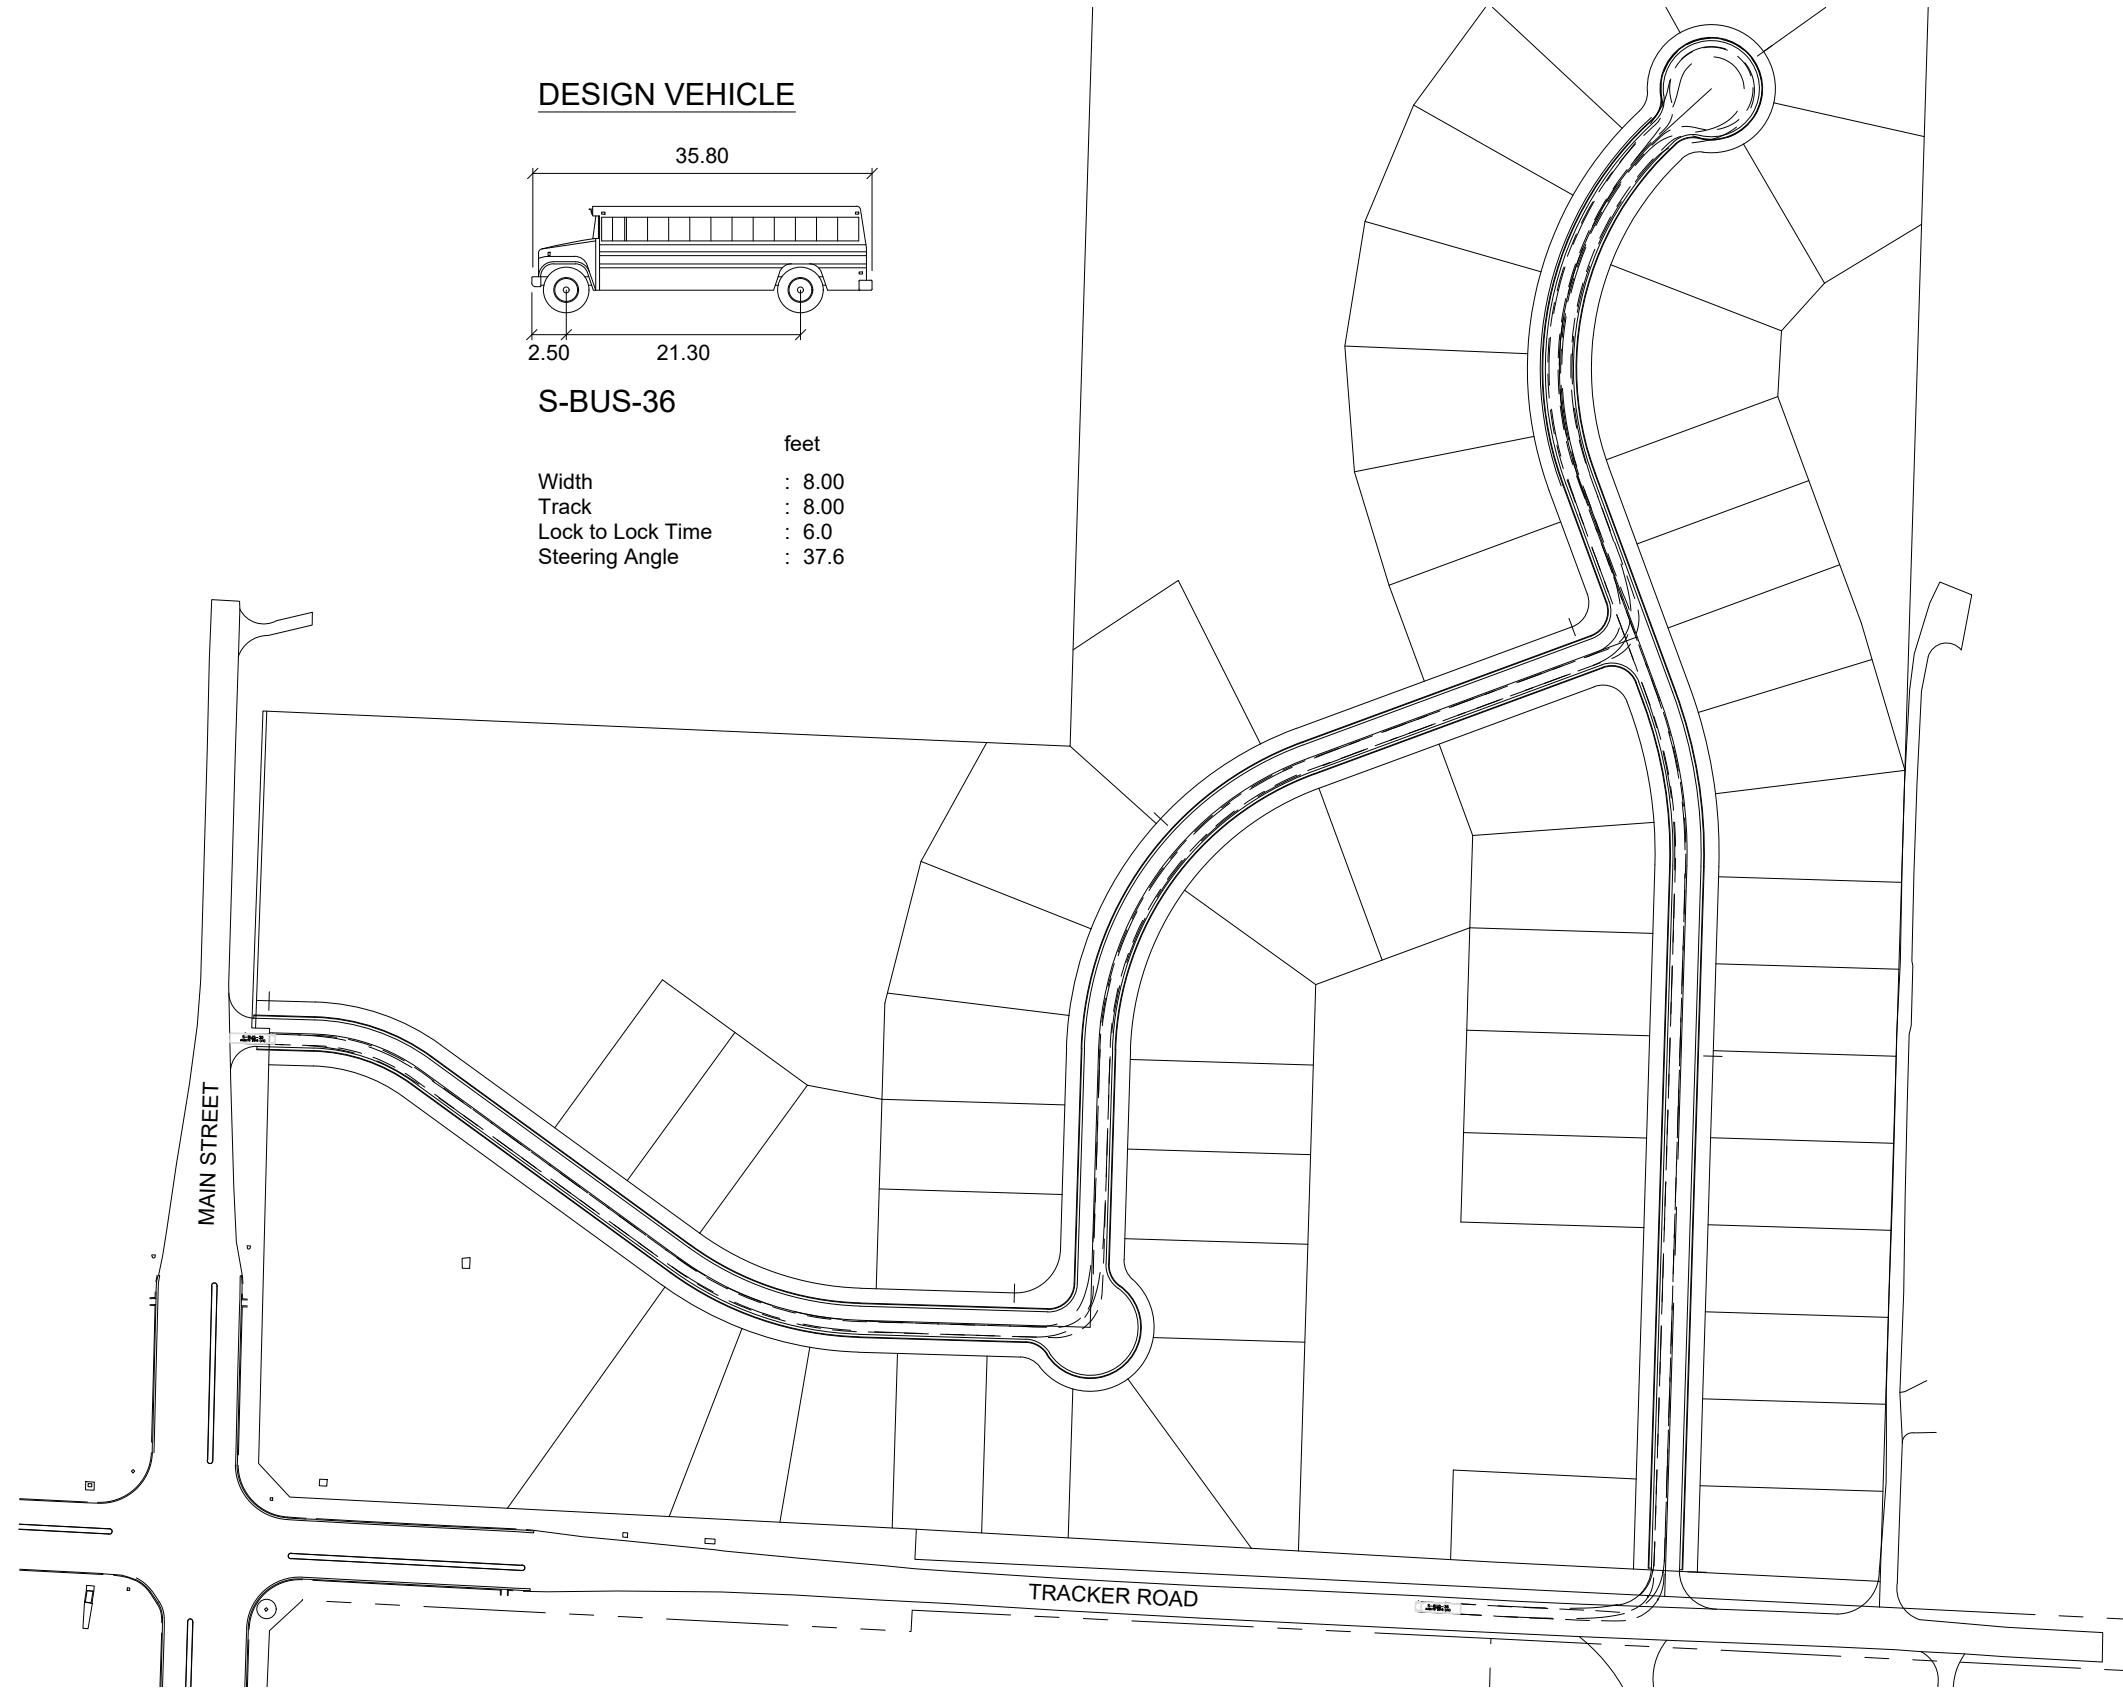 DESIGN VEHICLE
35.80
2.50 21.30
S-BUS-36
feet
Width : 8.00
Track : 8.00
Lock to Lock Time : 6.0
Steering Angle : 37.6
MAIN STREET
TRACKER ROAD